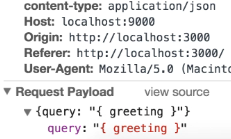 content-type: application/json
Host: localhost:9000
Origin: http://localhost:3000
Referer: http://localhost:3000/
User-Agent: Mozilla/5.0 (Macinto
▼ Request Payload view source
▼ {query: "{ greeting }"}
query: "{ greeting }"